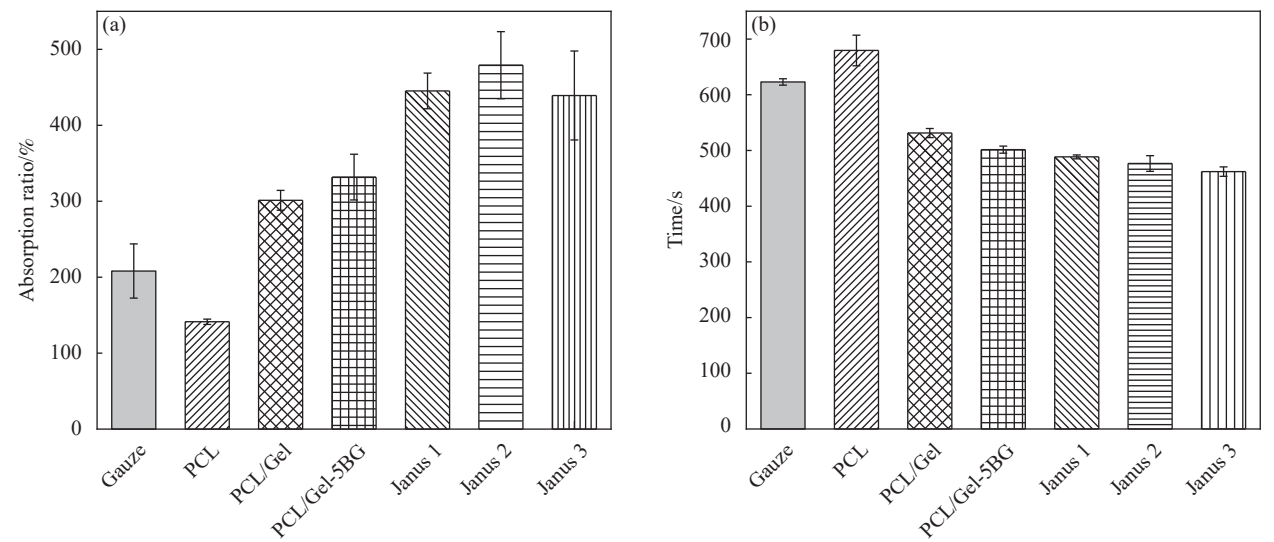 (a)
Absorption ratio/%
500
400
300
200
100
0
Gauze
PCL
PCL/Gel
PCL/Gel-5BG
Janus 1
Janus 2
Janus 3
(b)
Time/s
700
600
500
400
300
200
100
0
Gauze
PCL
PCL/Gel
PCL/Gel-5BG
Janus 1
Janus 2
Janus 3